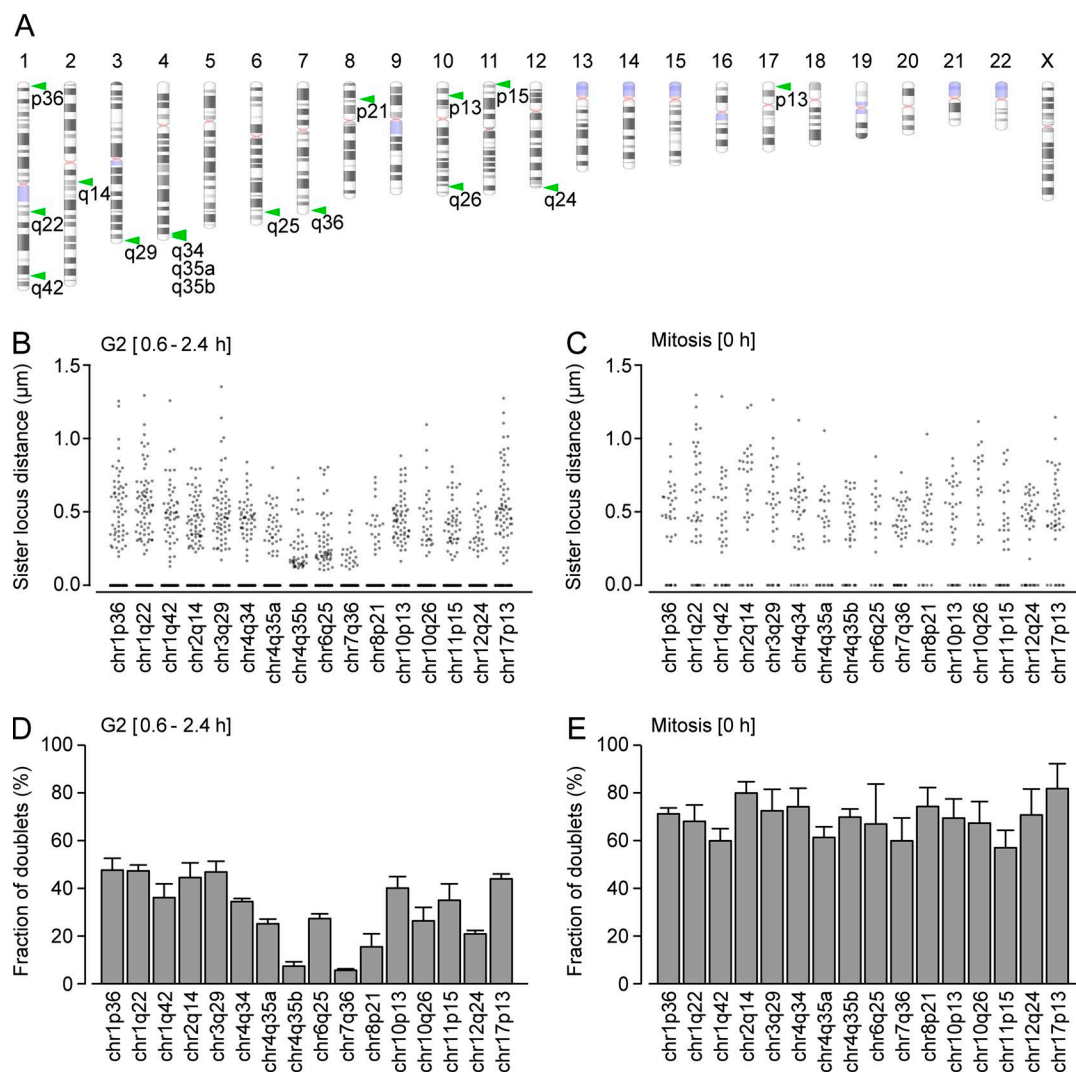 A
1 2 3 4 5 6 7 8 9 10 11 12 13 14 15 16 17 18 19 20 21 22 X
p36 p21 p13 p15 p13
q14
q22 q26 q24
q25 q36
q29 q34
q42 q35a
q35b
B G2 [0.6 - 2.4 h]
Sister locus distance (µm)
1.5
1.0
0.5
0.0
chr1p36 chr1q22 chr1q42 chr2q14 chr3q29 chr4q34 chr4q35a chr4q35b chr6q25 chr7q36 chr8p21 chr10p13 chr10q26 chr11p15 chr12q24 chr17p13
C Mitosis [0 h]
Sister locus distance (µm)
1.5
1.0
0.5
0.0
chr1p36 chr1q22 chr1q42 chr2q14 chr3q29 chr4q34 chr4q35a chr4q35b chr6q25 chr7q36 chr8p21 chr10p13 chr10q26 chr11p15 chr12q24 chr17p13
D G2 [0.6 - 2.4 h]
Fraction of doublets (%)
100
80
60
40
20
0
chr1p36 chr1q22 chr1q42 chr2q14 chr3q29 chr4q34 chr4q35a chr4q35b chr6q25 chr7q36 chr8p21 chr10p13 chr10q26 chr11p15 chr12q24 chr17p13
E Mitosis [0 h]
Fraction of doublets (%)
100
80
60
40
20
0
chr1p36 chr1q22 chr1q42 chr2q14 chr3q29 chr4q34 chr4q35a chr4q35b chr6q25 chr7q36 chr8p21 chr10p13 chr10q26 chr11p15 chr12q24 chr17p13